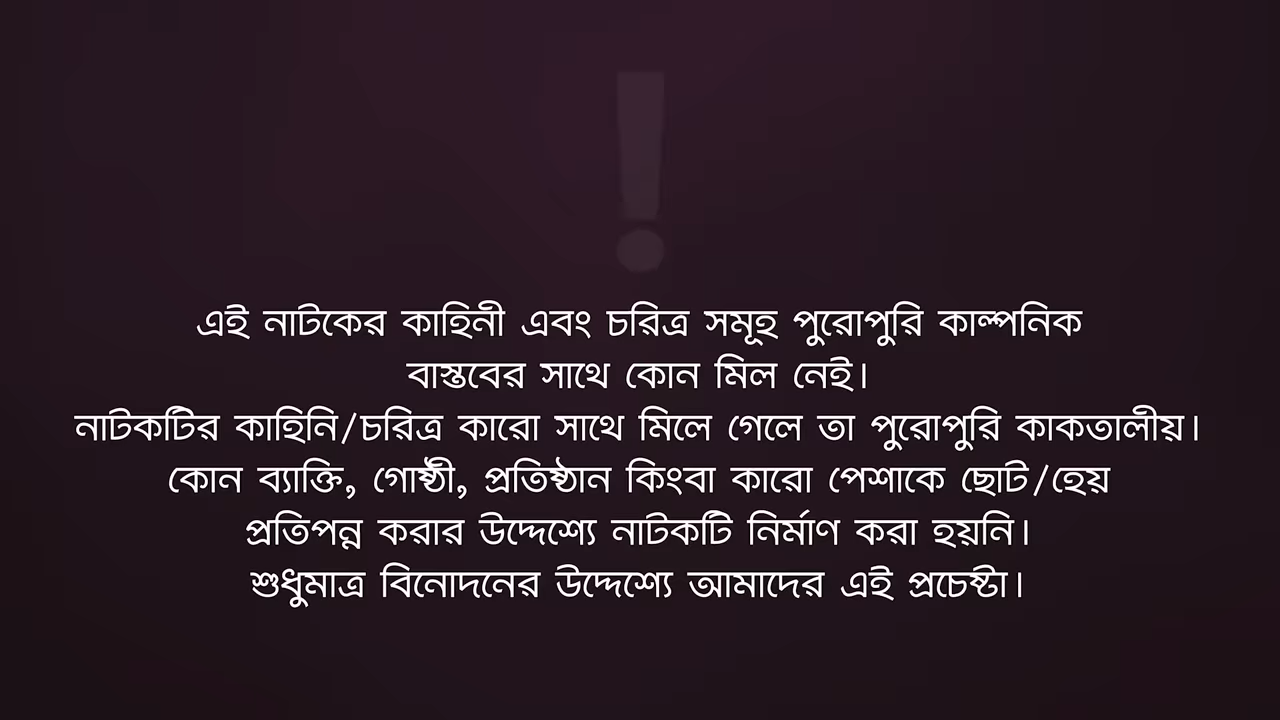 এই নাটকের কাহিনী এবং চরিত্র সমূহ পুরোপুরি কাল্পনিক
বাস্তবের সাথে কোন মিল নেই।
নাটকটির কাহিনি/চরিত্র কারো সাথে মিলে গেলে তা পুরোপুরি কাকতালীয়।
কোন ব্যাক্তি, গোষ্ঠী, প্রতিষ্ঠান কিংবা কারো পেশাকে ছোট/হেয়
প্রতিপন্ন করার উদ্দেশ্যে নাটকটি নির্মাণ করা হয়নি।
শুধুমাত্র বিনোদনের উদ্দেশ্যে আমাদের এই প্রচেষ্টা।